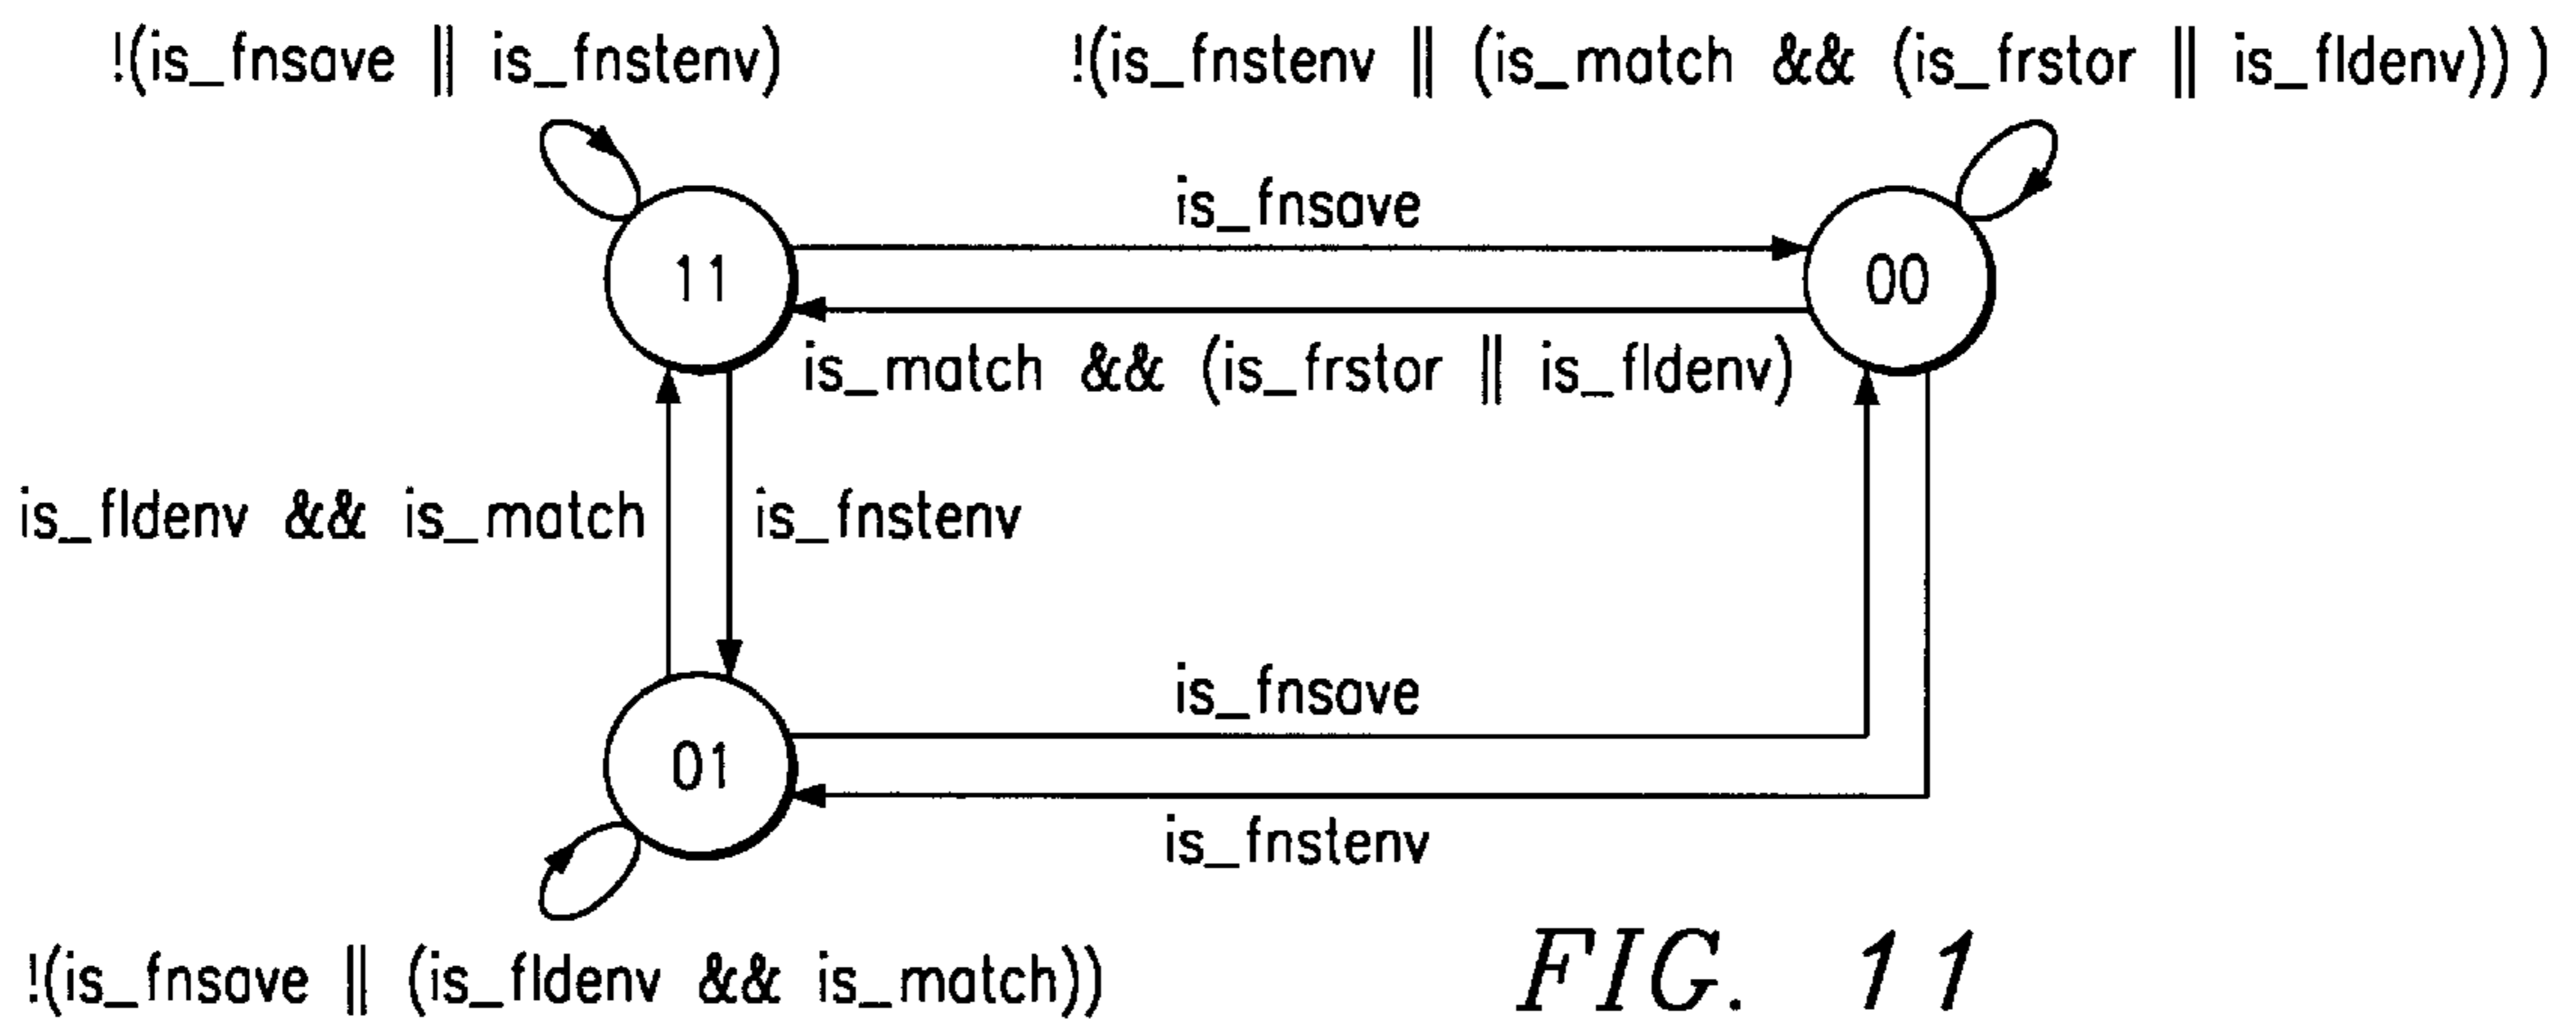 !(is_fnsave || is_fnstenv)
!(is_fnstenv || (is_match && (is_frstor || is_fldenv)) )
is_fnsave
11
00
is_match && (is_frstor || is_fldenv)
is_fldenv && is_match
is_fnstenv
is_fnsave
01
is_fnstenv
!(is_fnsave || (is_fldenv && is_match))
FIG. 11